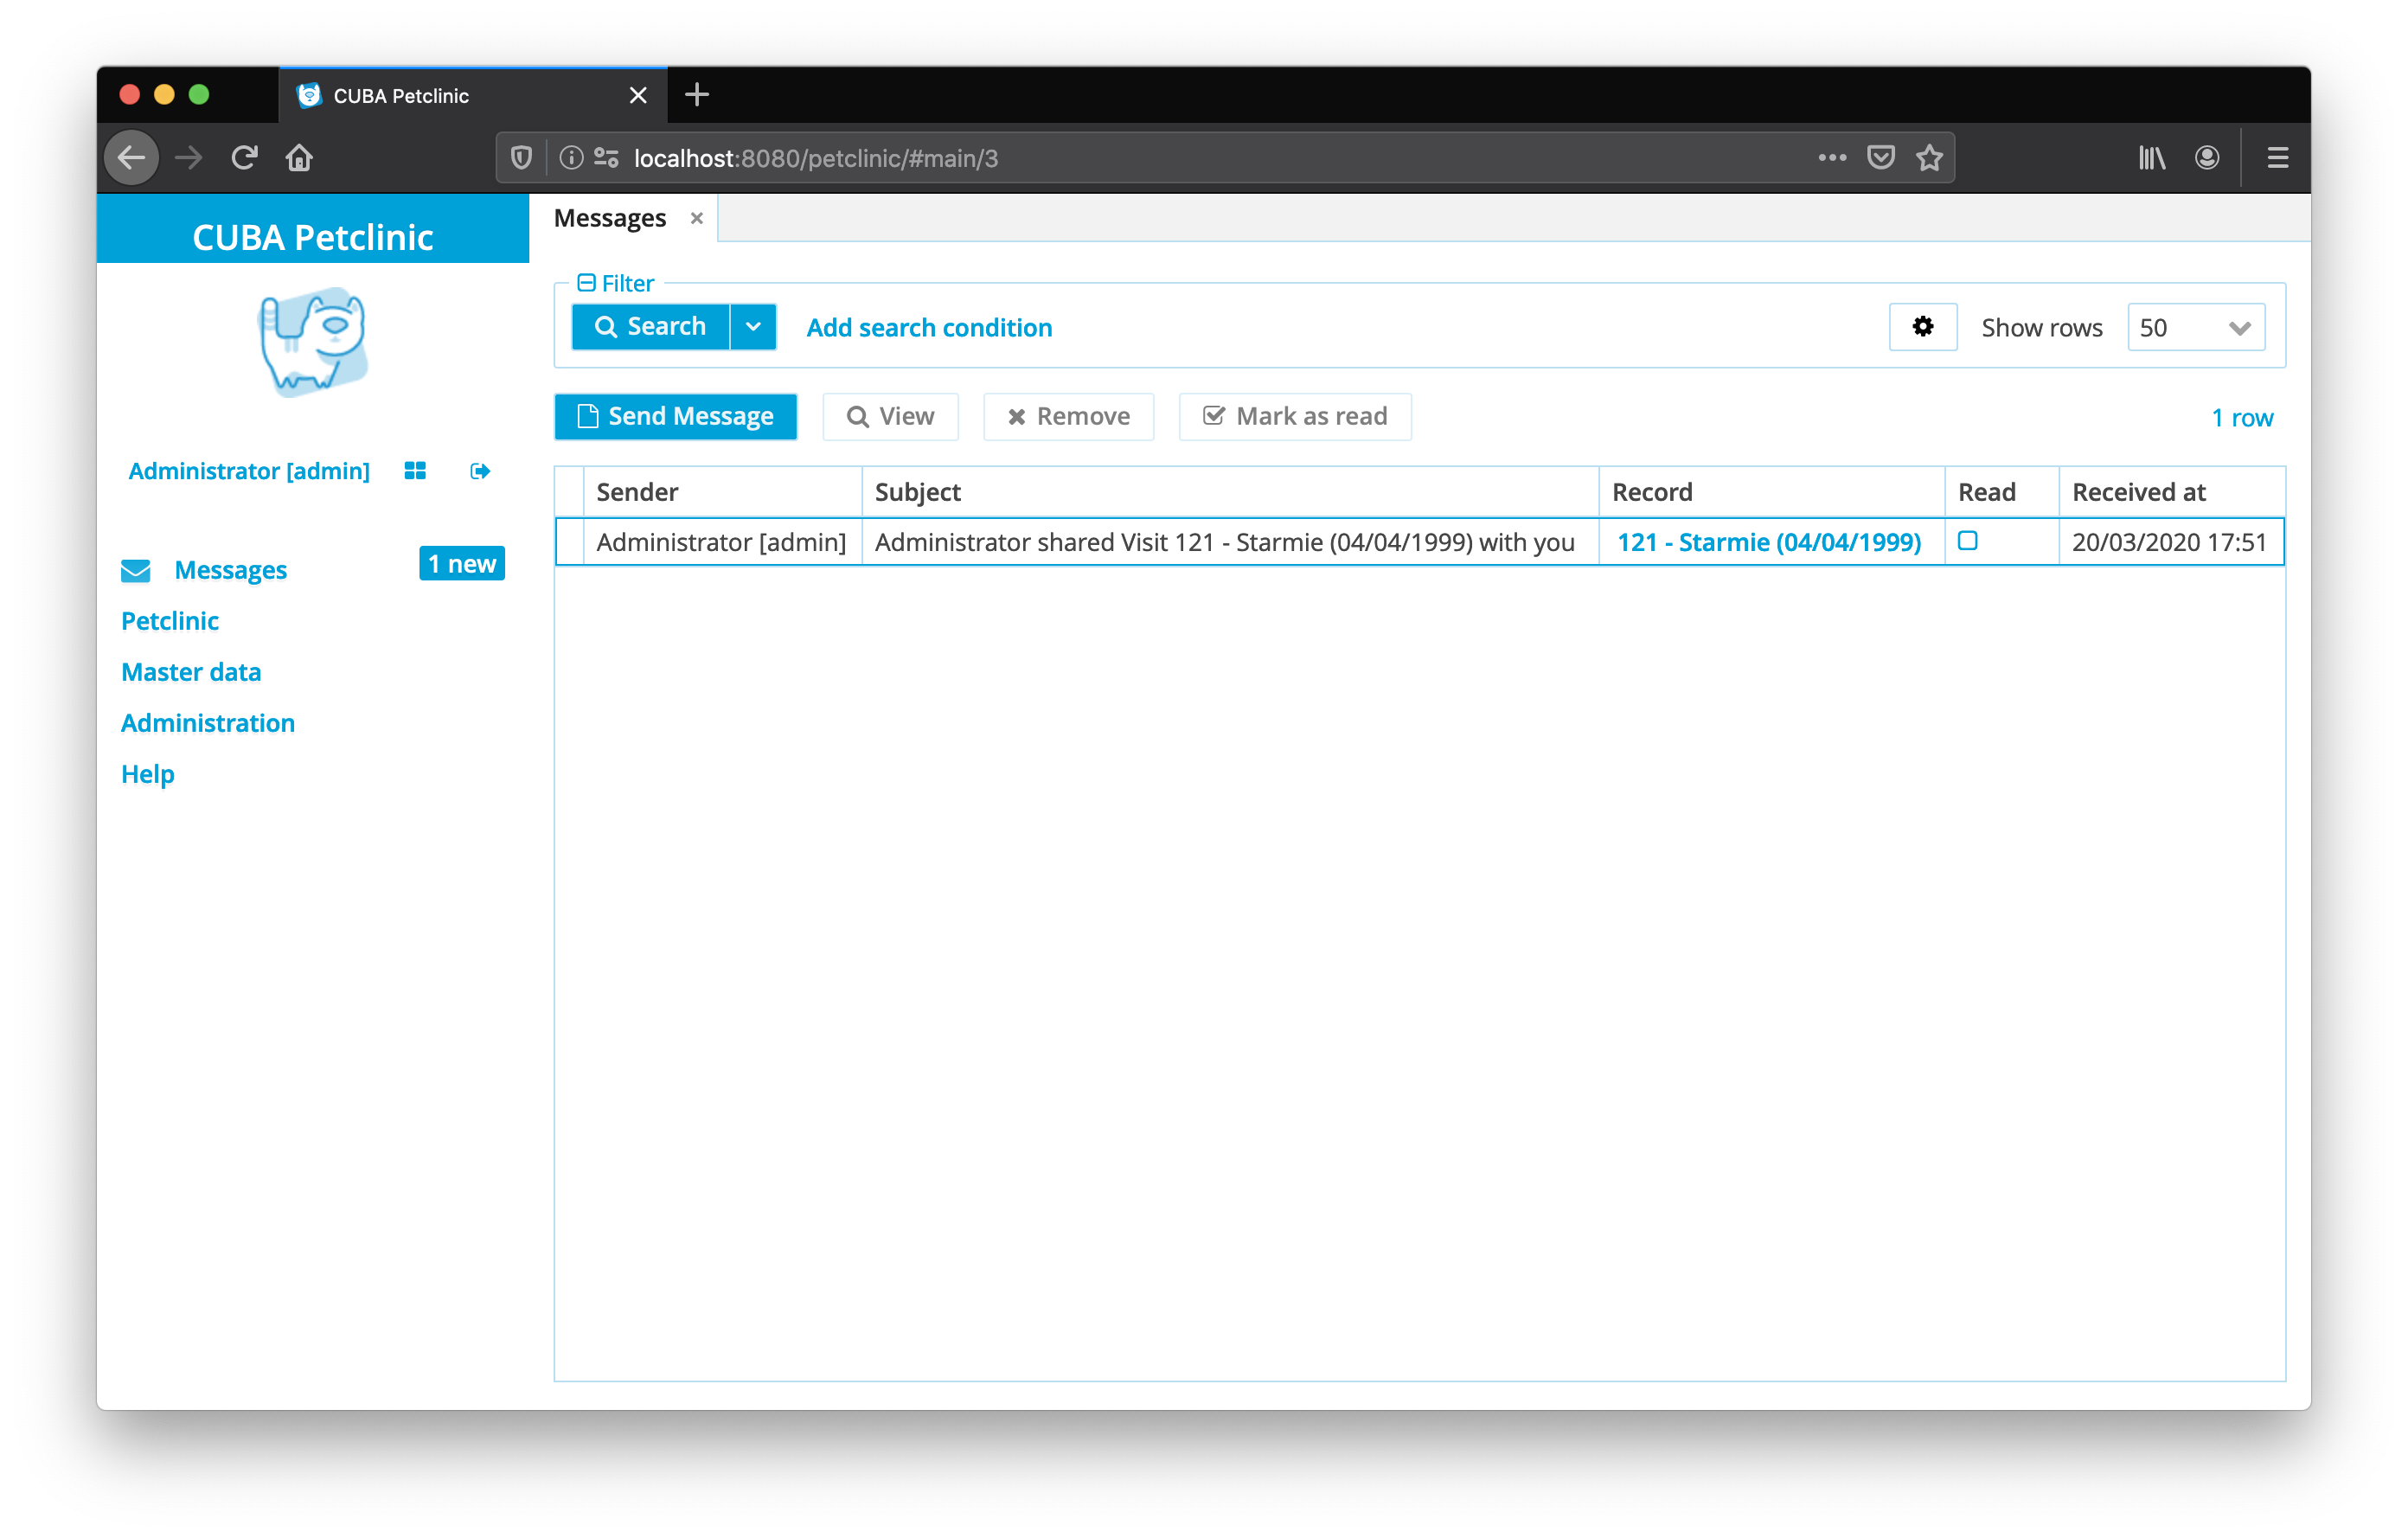 CUBA Petclinic
localhost:8080/petclinic/#main/3
CUBA Petclinic
Messages
Filter
Search
Add search condition
Show rows
50
Send Message
View
Remove
Mark as read
1 row
Administrator [admin]
Sender
Subject
Record
Read
Received at
Administrator [admin]
Administrator shared Visit 121 - Starmie (04/04/1999) with you
121 - Starmie (04/04/1999)
20/03/2020 17:51
Messages
1 new
Petclinic
Master data
Administration
Help